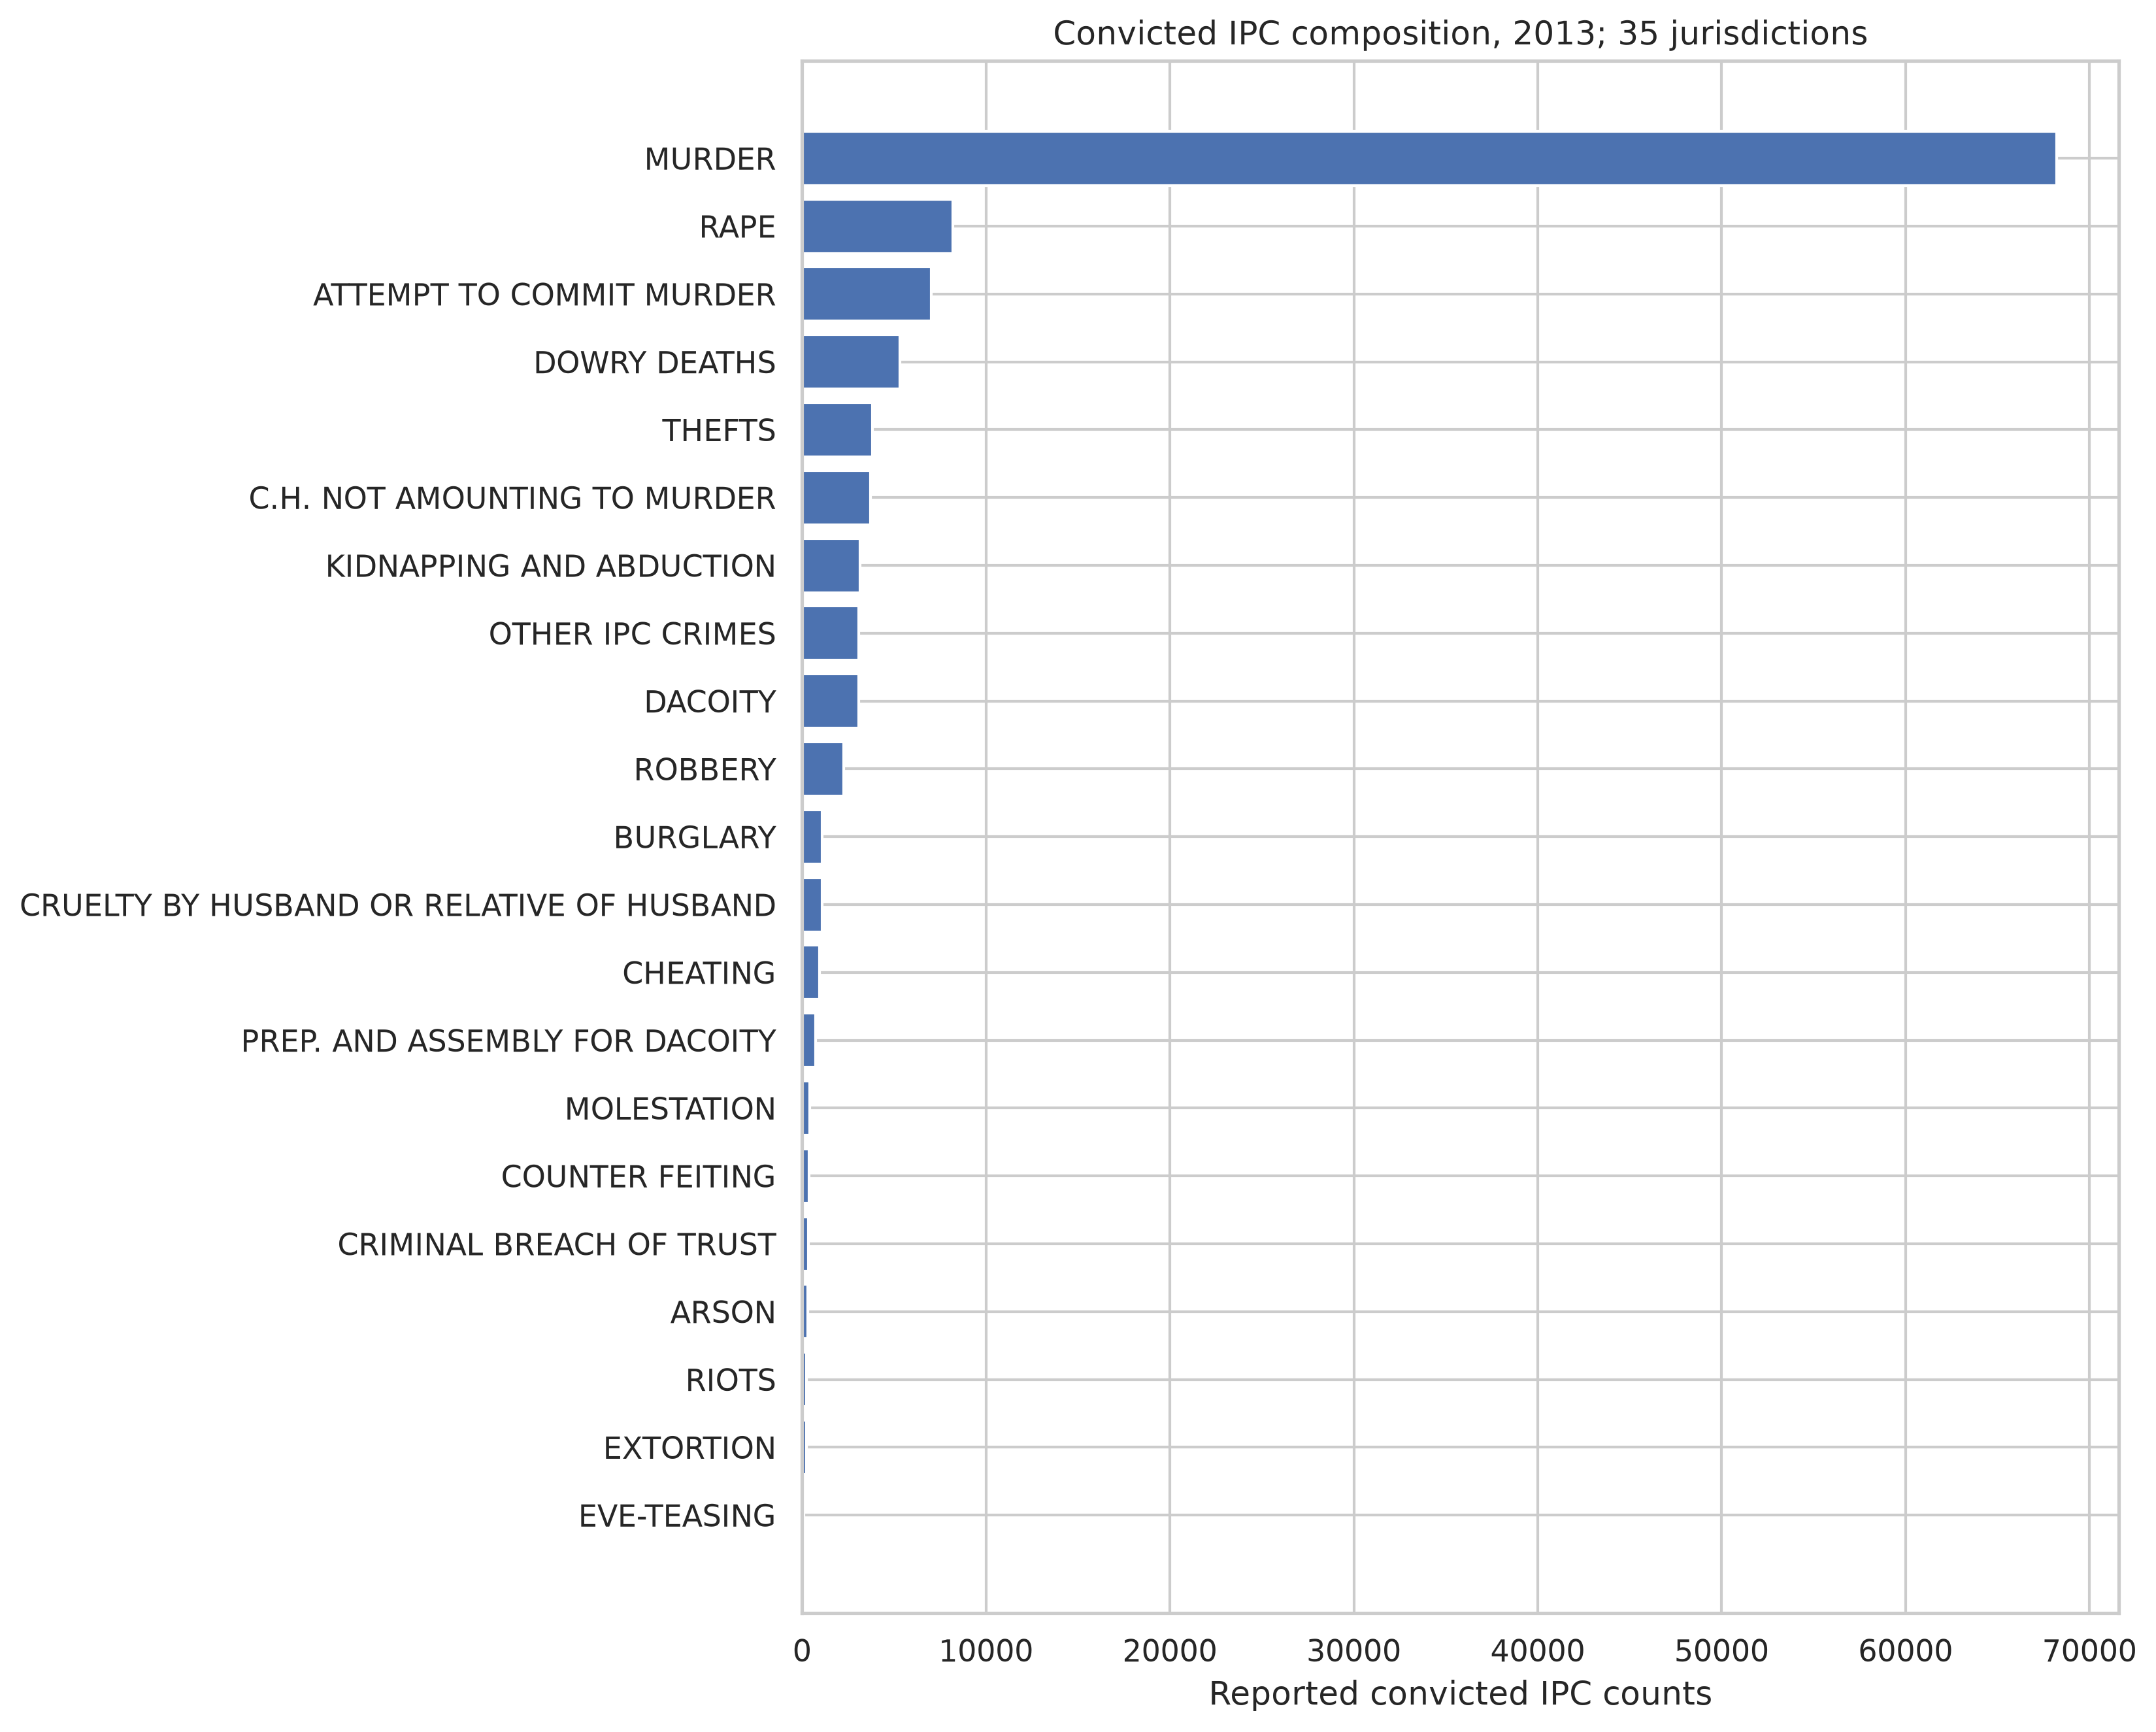 Convicted IPC composition, 2013; 35 jurisdictions
MURDER
RAPE
ATTEMPT TO COMMIT MURDER
DOWRY DEATHS
THEFTS
C.H. NOT AMOUNTING TO MURDER
KIDNAPPING AND ABDUCTION
OTHER IPC CRIMES
DACOITY
ROBBERY
BURGLARY
CRUELTY BY HUSBAND OR RELATIVE OF HUSBAND
CHEATING
PREP. AND ASSEMBLY FOR DACOITY
MOLESTATION
COUNTER FEITING
CRIMINAL BREACH OF TRUST
ARSON
RIOTS
EXTORTION
EVE-TEASING
0 10000 20000 30000 40000 50000 60000 70000
Reported convicted IPC counts